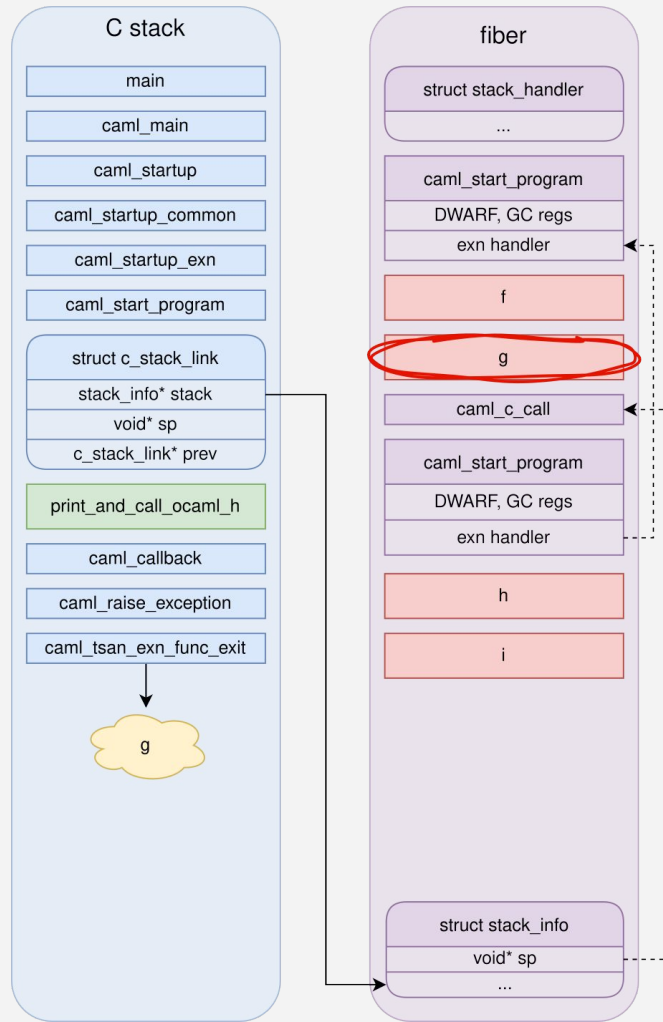 C stack
main
caml_main
caml_startup
caml_startup_common
caml_startup_exn
caml_start_program
struct c_stack_link
stack_info* stack
void* sp
c_stack_link* prev
print_and_call_ocaml_h
caml_callback
caml_raise_exception
caml_tsan_exn_func_exit
g
fiber
struct stack_handler
...
caml_start_program
DWARF, GC regs
exn handler
f
g
caml_c_call
caml_start_program
DWARF, GC regs
exn handler
h
i
struct stack_info
void* sp
...